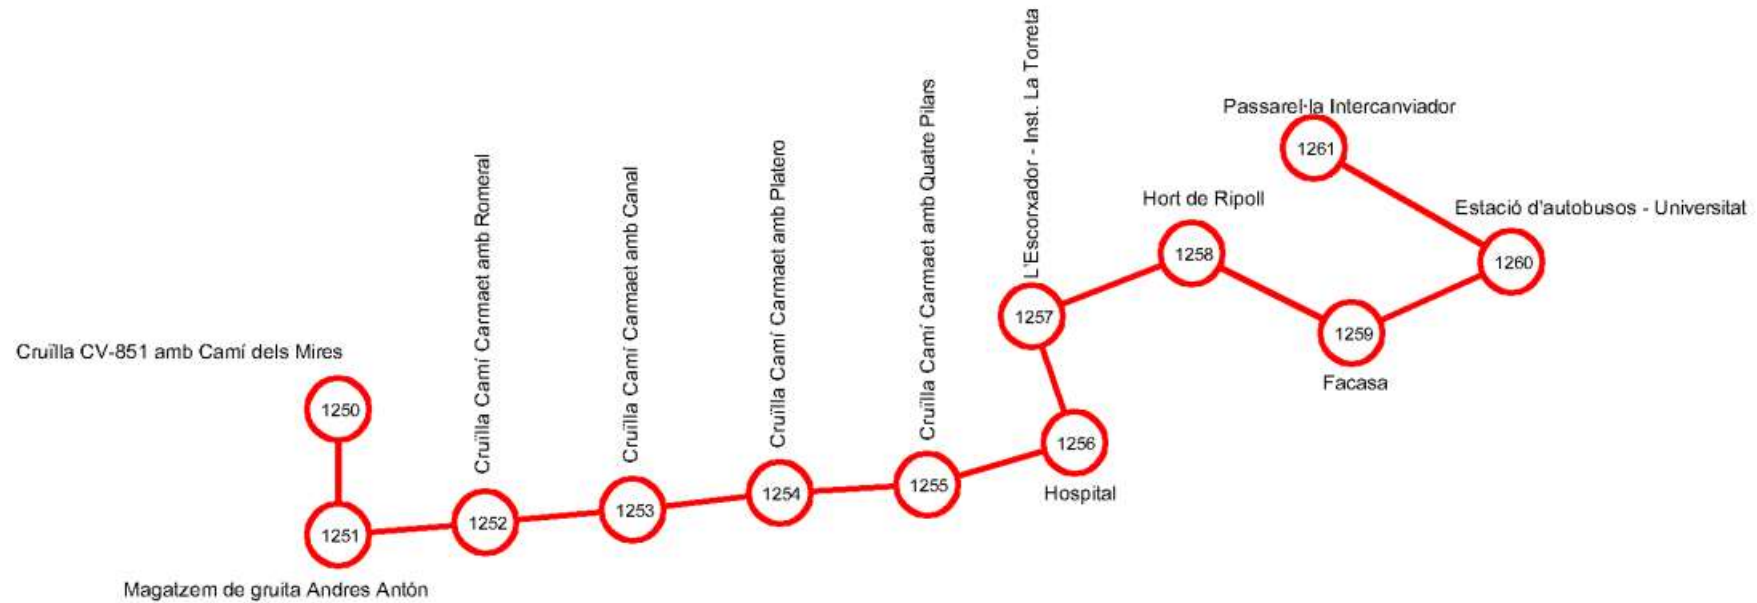 Cruïlla CV-851 amb Camí dels Mires
1250
1251
Magatzem de gruita Andres Antón
Cruïlla Camí Carmaet amb Romeral
1252
Cruïlla Camí Carmaet amb Canal
1253
Cruïlla Camí Carmaet amb Platero
1254
Cruïlla Camí Carmaet amb Quatre Pilars
1255
1256
Hospital
L'Escorxador - Inst. La Torreta
1257
Hort de Ripoll
1258
1259
Facasa
Estació d'autobusos - Universitat
1260
Passarel·la Intercanviador
1261